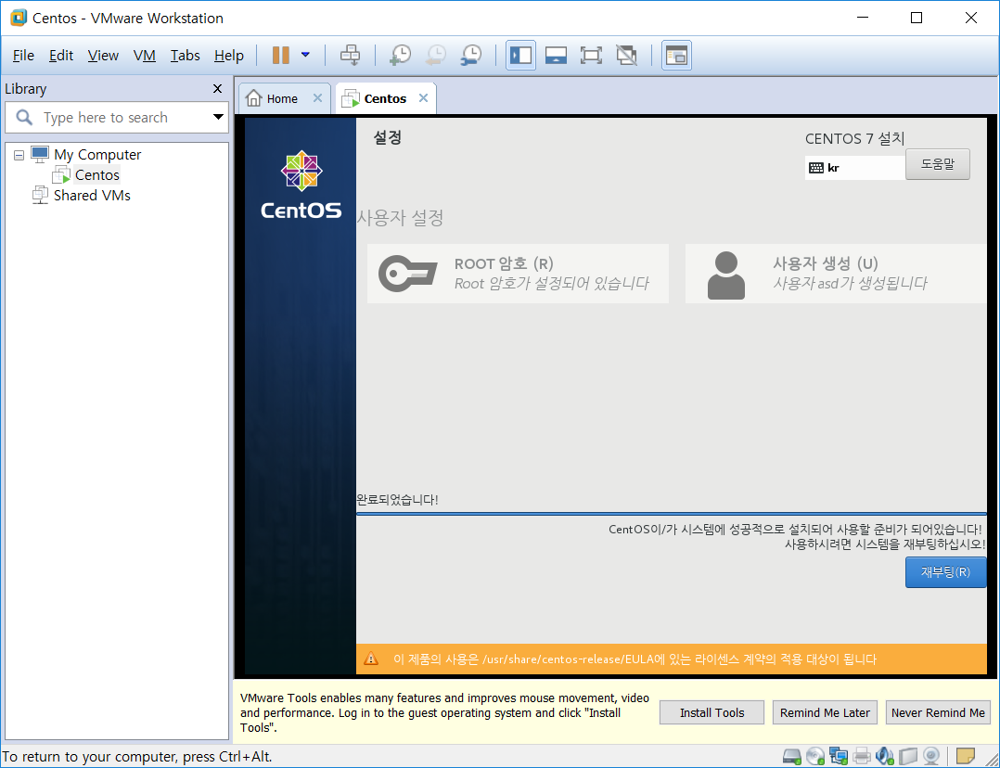 Centos - VMware Workstation
File Edit View VM Tabs Help
Library
Type here to search
My Computer
Centos
Shared VMs
Home
Centos
CentOS
설정
CENTOS 7 설치
kr
도움말
사용자 설정
ROOT 암호 (R)
Root 암호가 설정되어 있습니다
사용자 생성 (U)
사용자 asd가 생성됩니다
완료되었습니다!
CentOS이/가 시스템에 성공적으로 설치되어 사용할 준비가 되어있습니다!
사용하시려면 시스템을 재부팅하십시오!
재부팅(R)
이 제품의 사용은 /usr/share/centos-release/EULA에 있는 라이센스 계약의 적용 대상이 됩니다
VMware Tools enables many features and improves mouse movement, video
and performance. Log in to the guest operating system and click "Install
Tools".
Install Tools
Remind Me Later
Never Remind Me
To return to your computer, press Ctrl+Alt.